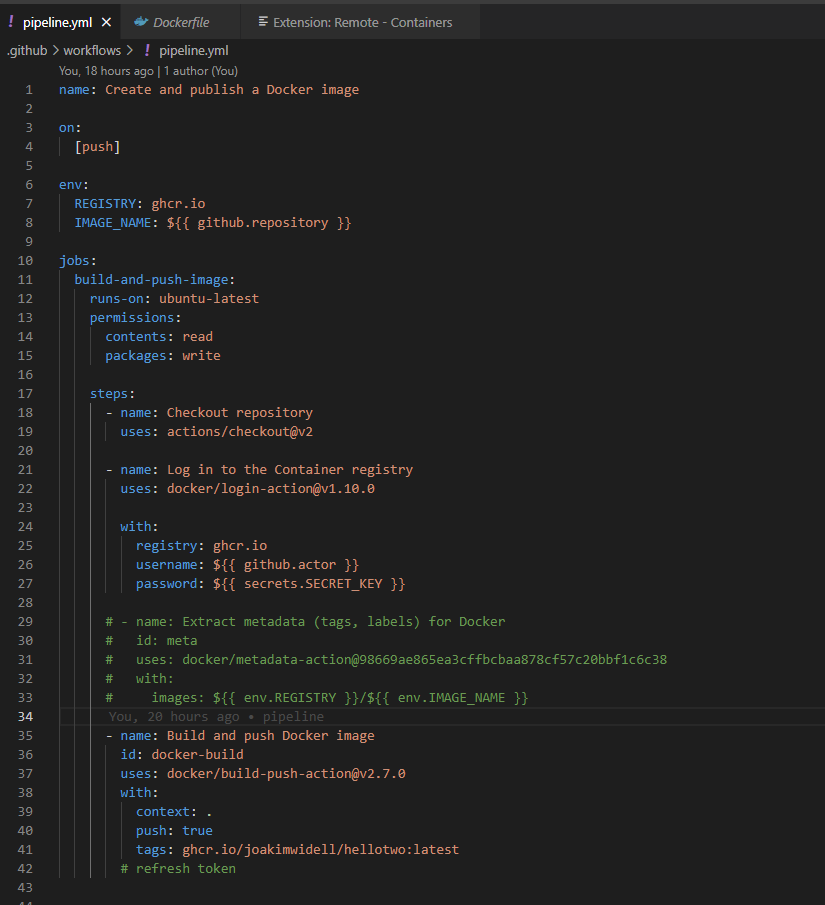 ! pipeline.yml × Dockerfile Extension: Remote - Containers
.github > workflows > ! pipeline.yml
You, 18 hours ago | 1 author (You)
1 name: Create and publish a Docker image
2
3 on:
4   [push]
5
6 env:
7   REGISTRY: ghcr.io
8   IMAGE_NAME: ${{ github.repository }}
9
10 jobs:
11   build-and-push-image:
12     runs-on: ubuntu-latest
13     permissions:
14       contents: read
15       packages: write
16
17     steps:
18       - name: Checkout repository
19         uses: actions/checkout@v2
20
21       - name: Log in to the Container registry
22         uses: docker/login-action@v1.10.0
23
24         with:
25           registry: ghcr.io
26           username: ${{ github.actor }}
27           password: ${{ secrets.SECRET_KEY }}
28
29       # - name: Extract metadata (tags, labels) for Docker
30       #   id: meta
31       #   uses: docker/metadata-action@98669ae865ea3cffbcbaa878cf57c20bbf1c6c38
32       #   with:
33       #     images: ${{ env.REGISTRY }}/${{ env.IMAGE_NAME }}
34 You, 20 hours ago • pipeline
35       - name: Build and push Docker image
36         id: docker-build
37         uses: docker/build-push-action@v2.7.0
38         with:
39           context: .
40           push: true
41           tags: ghcr.io/joakimwidell/hellotwo:latest
42         # refresh token
43